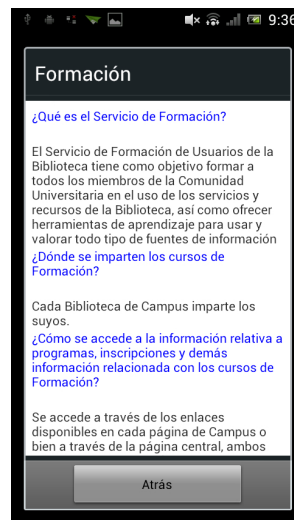 9:36
Formación
¿Qué es el Servicio de Formación?
El Servicio de Formación de Usuarios de la
Biblioteca tiene como objetivo formar a
todos los miembros de la Comunidad
Universitaria en el uso de los servicios y
recursos de la Biblioteca, así como ofrecer
herramientas de aprendizaje para usar y
valorar todo tipo de fuentes de información
¿Dónde se imparten los cursos de
Formación?
Cada Biblioteca de Campus imparte los
suyos.
¿Cómo se accede a la información relativa a
programas, inscripciones y demás
información relacionada con los cursos de
Formación?
Se accede a través de los enlaces
disponibles en cada página de Campus o
bien a través de la página central, ambos
Atrás